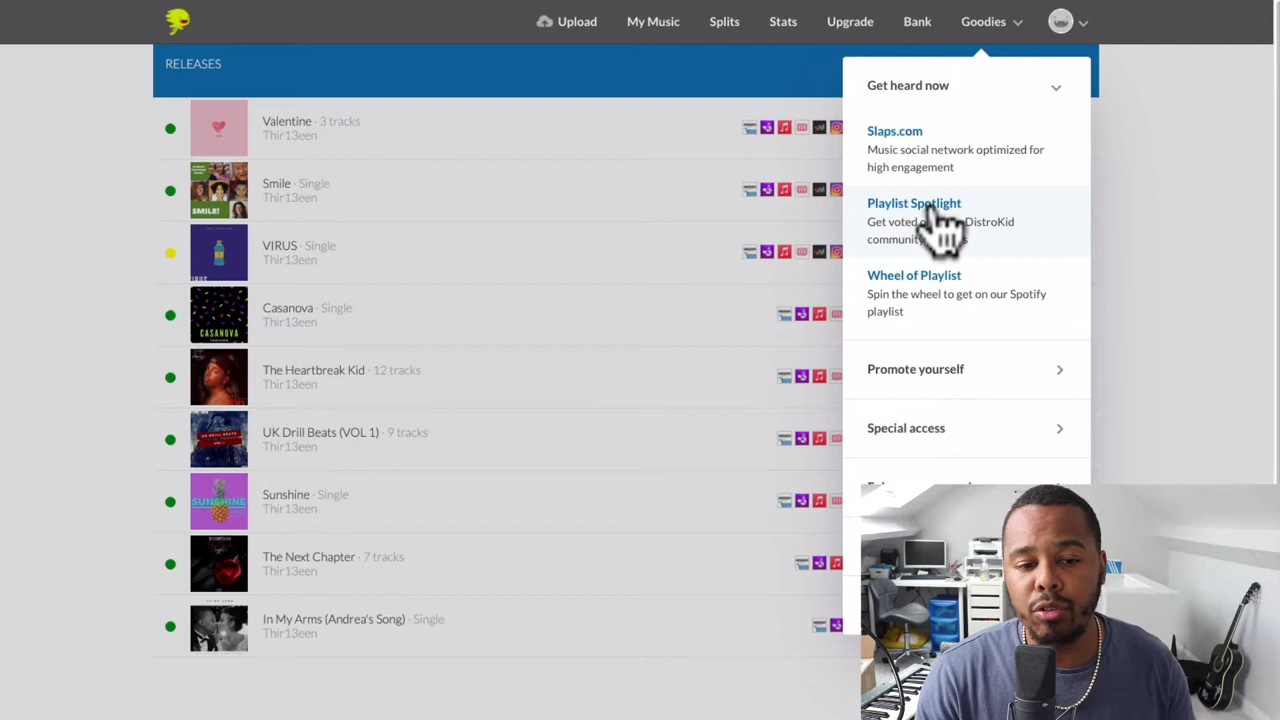 Upload My Music Splits Stats Upgrade Bank Goodies
RELEASES
Valentine · 3 tracks
Thir13een
Smile · Single
Thir13een
VIRUS · Single
Thir13een
Casanova · Single
Thir13een
The Heartbreak Kid · 12 tracks
Thir13een
UK Drill Beats (VOL 1) · 9 tracks
Thir13een
Sunshine · Single
Thir13een
The Next Chapter · 7 tracks
Thir13een
In My Arms (Andrea's Song) · Single
Thir13een
SMILE!
CASANOVA
SUNSHINE
Get heard now
Slaps.com
Music social network optimized for
high engagement
Playlist Spotlight
Get voted DistroKid
community
Wheel of Playlist
Spin the wheel to get on our Spotify
playlist
Promote yourself
Special access